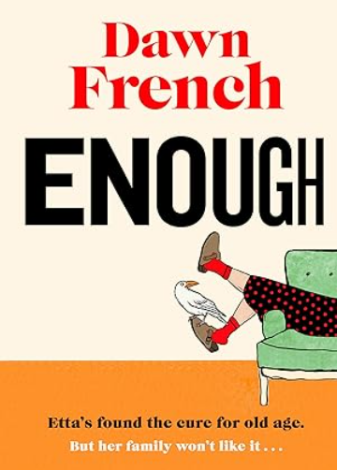 Dawn
French
ENOUGH
Etta's found the cure for old age.
But her family won't like it . . .